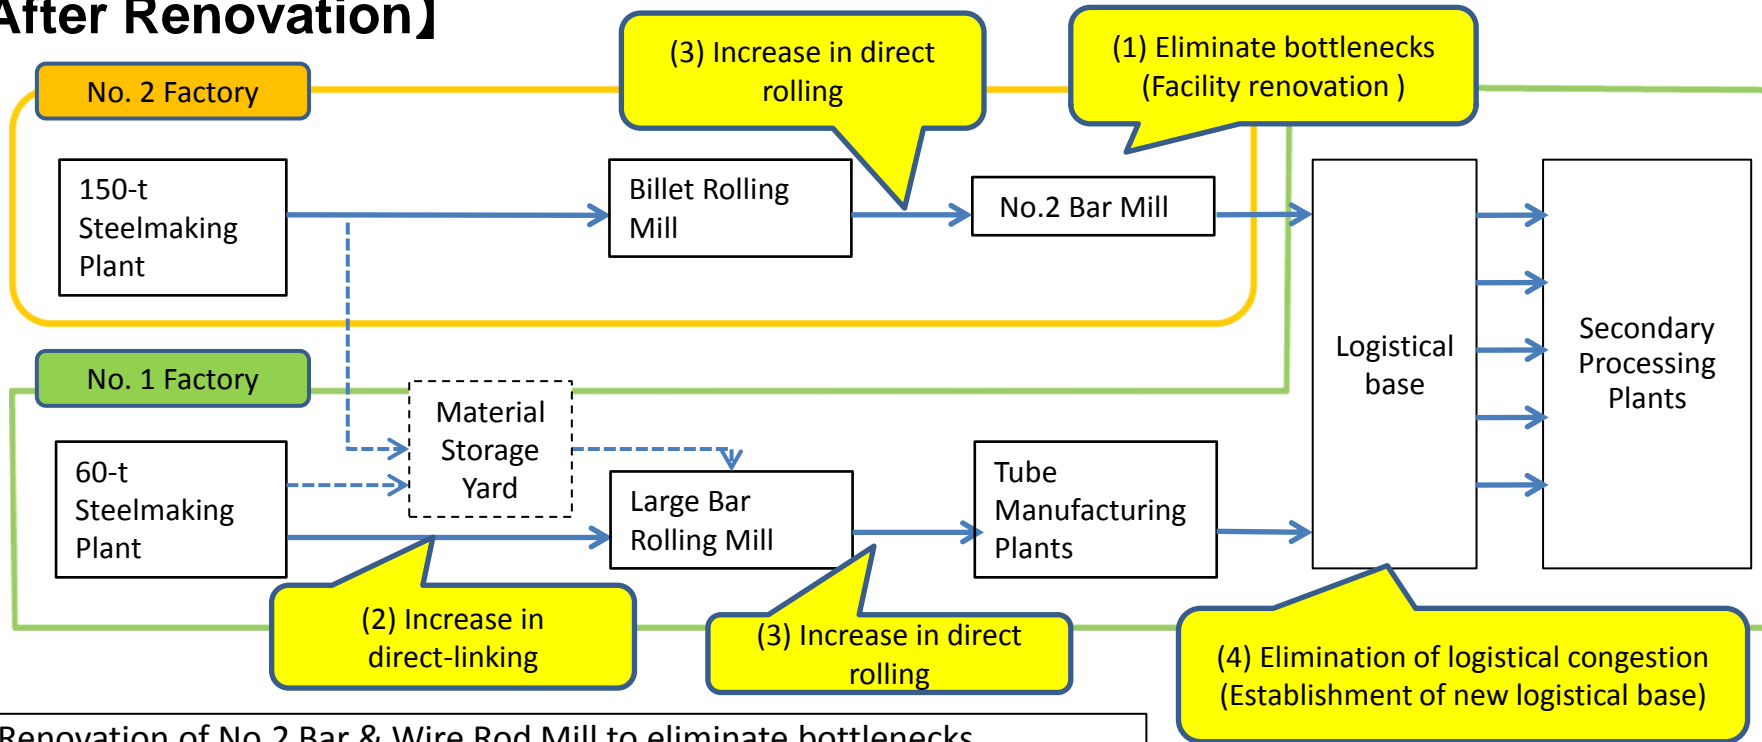 After Renovation】
(3) Increase in direct
rolling
(1) Eliminate bottlenecks
(Facility renovation )
No. 2 Factory
150-t
Steelmaking
Plant
Billet Rolling
Mill
No.2 Bar Mill
Logistical
base
Secondary
Processing
Plants
No. 1 Factory
Material
Storage
Yard
60-t
Steelmaking
Plant
Large Bar
Rolling Mill
Tube
Manufacturing
Plants
(2) Increase in
direct-linking
(3) Increase in direct
rolling
(4) Elimination of logistical congestion
(Establishment of new logistical base)
Renovation of No.2 Bar & Wire Rod Mill to eliminate bottlenecks